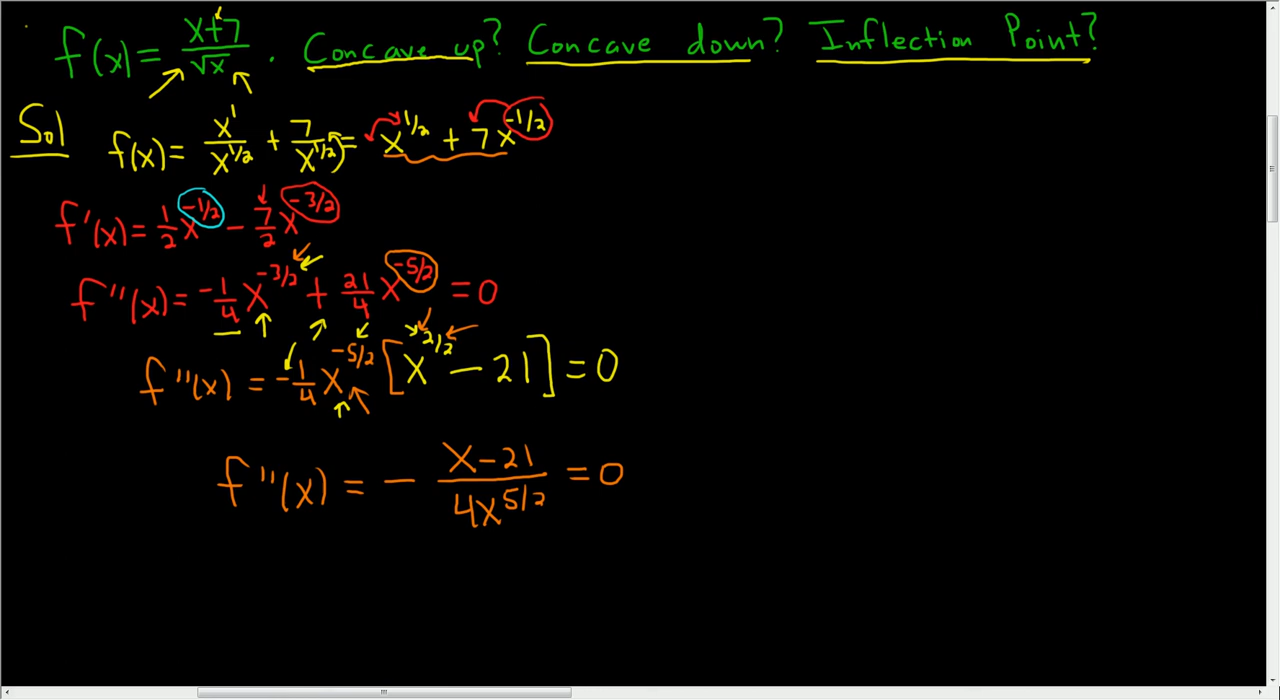 f(x) = (x+7)/√x . Concave up? Concave down? Inflection Point?
Sol f(x) = x^1/x^(1/2) + 7/x^(1/2) = x^(1/2) + 7x^(-1/2)
f'(x) = 1/2 x^(-1/2) - 7/2 x^(-3/2)
f''(x) = -1/4 x^(-3/2) + 21/4 x^(-5/2) = 0
f''(x) = -1/4 x^(-5/2) [x^(2/2) - 21] = 0
f''(x) = - (x-21)/(4x^(5/2)) = 0